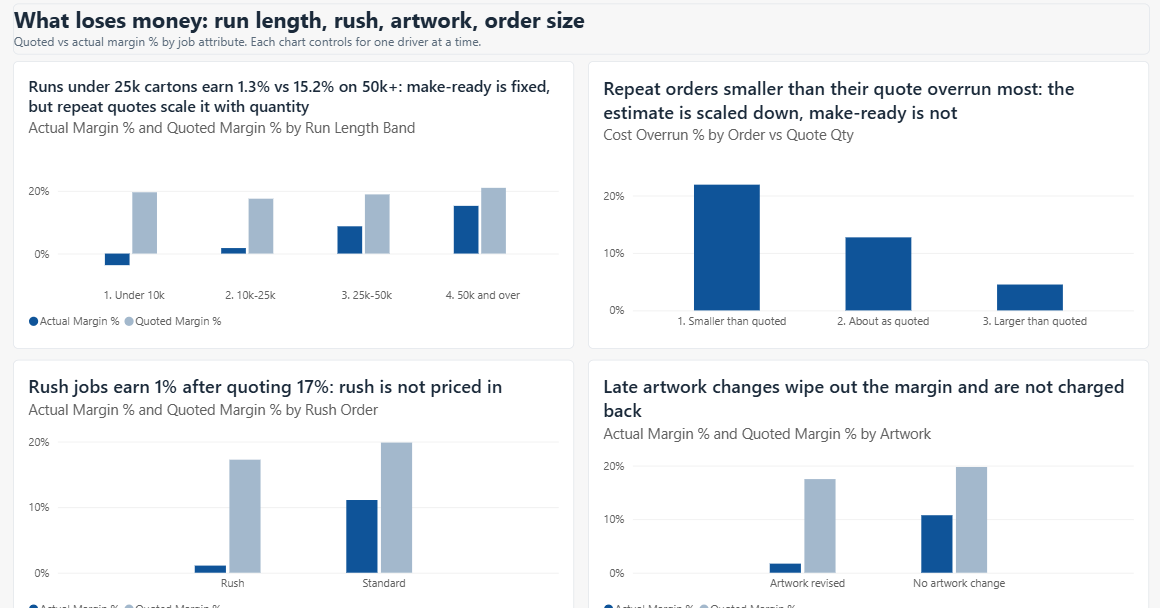 What loses money: run length, rush, artwork, order size
Quoted vs actual margin % by job attribute. Each chart controls for one driver at a time.
Runs under 25k cartons earn 1.3% vs 15.2% on 50k+: make-ready is fixed,
but repeat quotes scale it with quantity
Actual Margin % and Quoted Margin % by Run Length Band
20%
0%
1. Under 10k
2. 10k-25k
3. 25k-50k
4. 50k and over
Actual Margin %
Quoted Margin %
Repeat orders smaller than their quote overrun most: the
estimate is scaled down, make-ready is not
Cost Overrun % by Order vs Quote Qty
20%
10%
0%
1. Smaller than quoted
2. About as quoted
3. Larger than quoted
Rush jobs earn 1% after quoting 17%: rush is not priced in
Actual Margin % and Quoted Margin % by Rush Order
20%
10%
0%
Rush
Standard
Actual Margin %
Quoted Margin %
Late artwork changes wipe out the margin and are not charged
back
Actual Margin % and Quoted Margin % by Artwork
20%
10%
0%
Artwork revised
No artwork change
Actual Margin %
Quoted Margin %